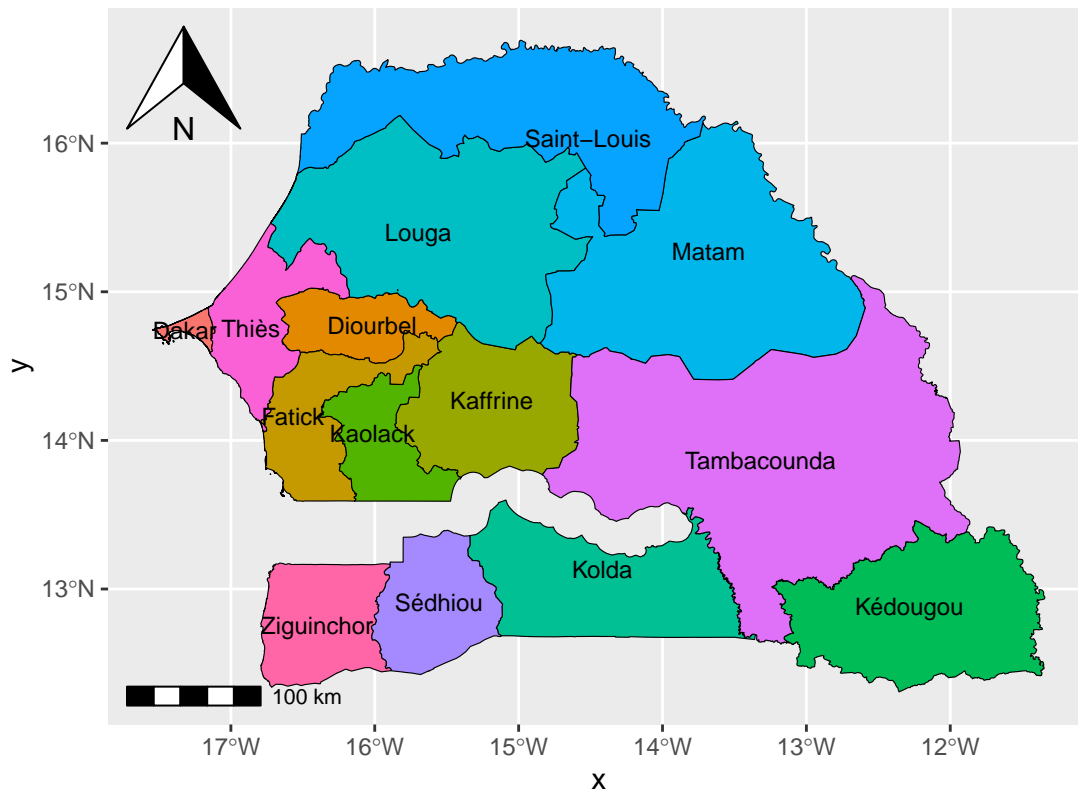 N
Saint−Louis
Louga
Matam
Dakar
Thiès
Diourbel
Kaffrine
Fatick
Kaolack
Tambacounda
Kolda
Sédhiou
Kédougou
Ziguinchor
100 km
16°N
15°N
14°N
13°N
y
17°W
16°W
15°W
14°W
13°W
12°W
x